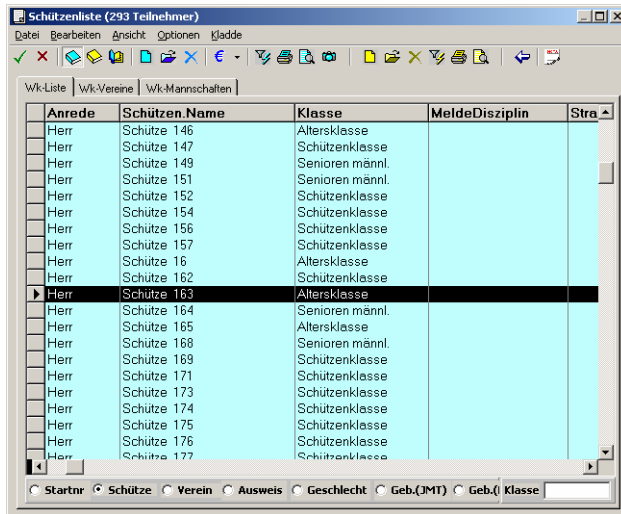 Schützenliste (293 Teilnehmer)
Datei Bearbeiten Ansicht Optionen Kladde
Wk-Liste Wk-Vereine Wk-Mannschaften
Anrede Schützen.Name Klasse MeldeDisziplin Stra
Herr Schütze 146 Altersklasse
Herr Schütze 147 Schützenklasse
Herr Schütze 149 Senioren männl.
Herr Schütze 151 Senioren männl.
Herr Schütze 152 Schützenklasse
Herr Schütze 154 Schützenklasse
Herr Schütze 156 Schützenklasse
Herr Schütze 157 Schützenklasse
Herr Schütze 16 Altersklasse
Herr Schütze 162 Schützenklasse
Herr Schütze 163 Altersklasse
Herr Schütze 164 Senioren männl.
Herr Schütze 165 Altersklasse
Herr Schütze 168 Senioren männl.
Herr Schütze 169 Schützenklasse
Herr Schütze 171 Schützenklasse
Herr Schütze 173 Schützenklasse
Herr Schütze 174 Schützenklasse
Herr Schütze 175 Schützenklasse
Herr Schütze 176 Schützenklasse
Herr Schütze 177 Schützenklasse
Startnr Schütze Verein Ausweis Geschlecht Geb.(JMT) Geb.( Klasse